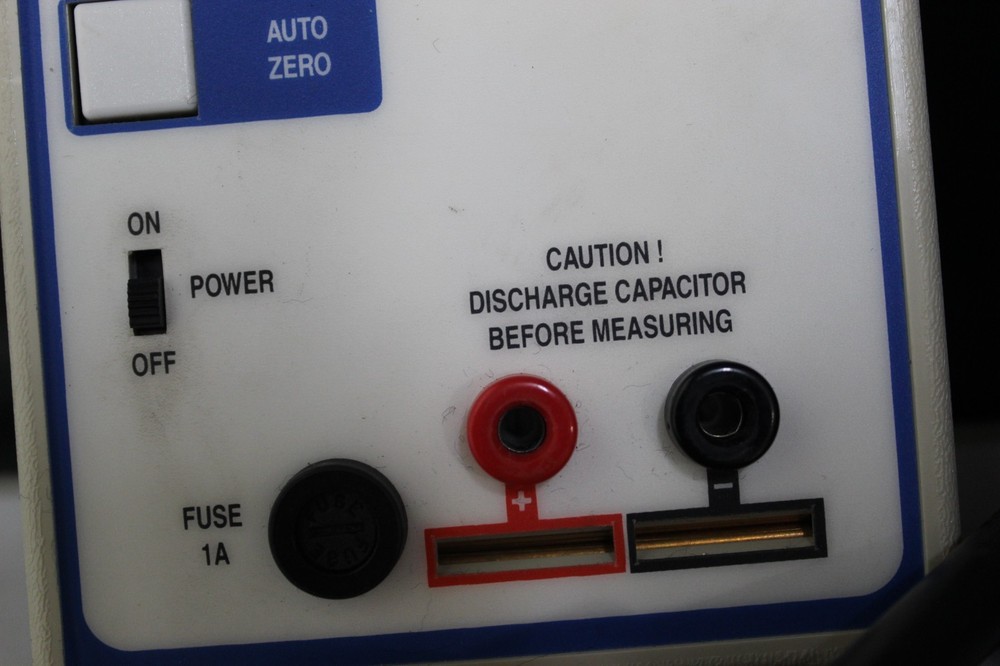 AUTO
ZERO
ON
POWER
OFF
CAUTION !
DISCHARGE CAPACITOR
BEFORE MEASURING
FUSE
1A
+
−